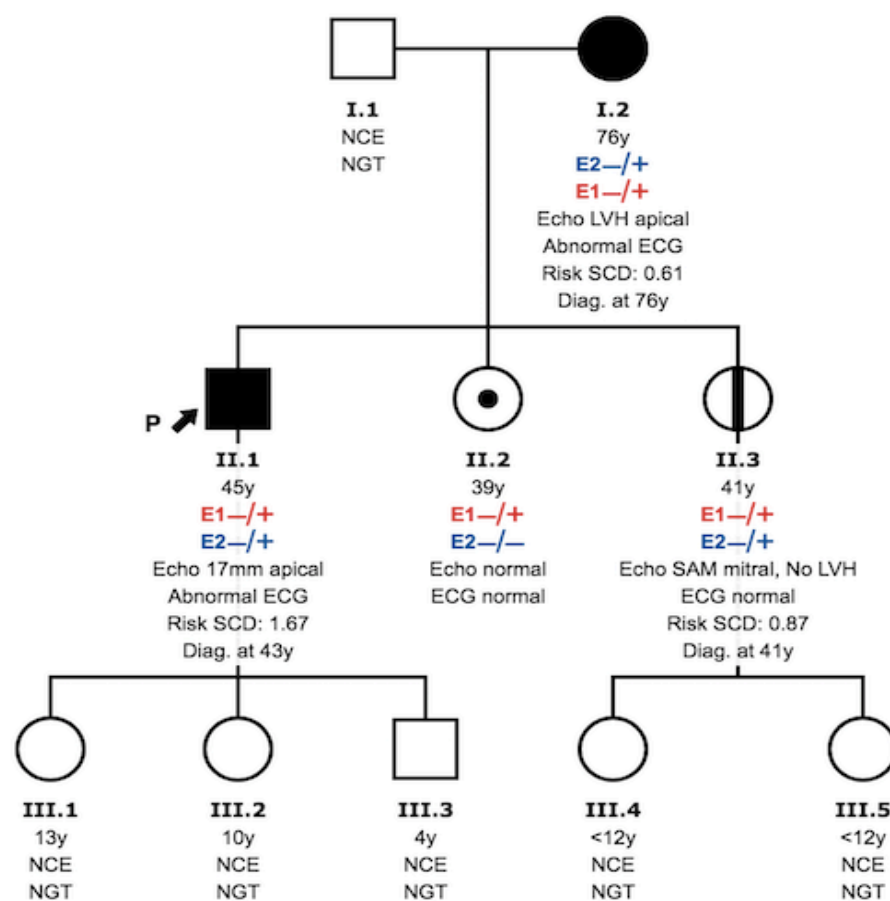 I.1
NCE
NGT
I.2
76y
E2—/+
E1—/+
Echo LVH apical
Abnormal ECG
Risk SCD: 0.61
Diag. at 76y
P
II.1
45y
E1—/+
E2—/+
Echo 17mm apical
Abnormal ECG
Risk SCD: 1.67
Diag. at 43y
II.2
39y
E1—/+
E2—/—
Echo normal
ECG normal
II.3
41y
E1—/+
E2—/+
Echo SAM mitral, No LVH
ECG normal
Risk SCD: 0.87
Diag. at 41y
III.1
13y
NCE
NGT
III.2
10y
NCE
NGT
III.3
4y
NCE
NGT
III.4
<12y
NCE
NGT
III.5
<12y
NCE
NGT